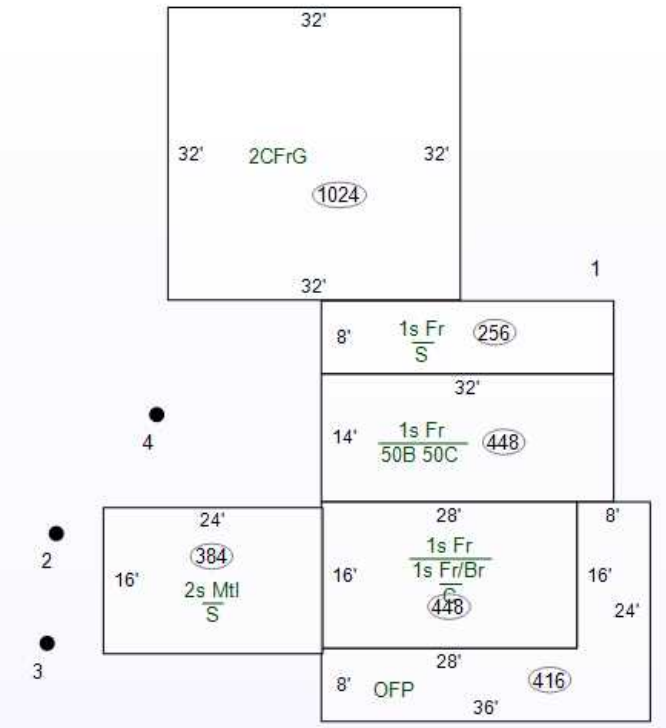 32'
32' 2CFrG 32'
1024
32'
1
8' 1s Fr 256
S
32'
14' 1s Fr 448
50B 50C
4
24' 28' 8'
384 1s Fr
16' 16' 1s Fr/Br 16'
2s Mtl C 24'
S 448
2
3
28'
8' OFP 416
36'